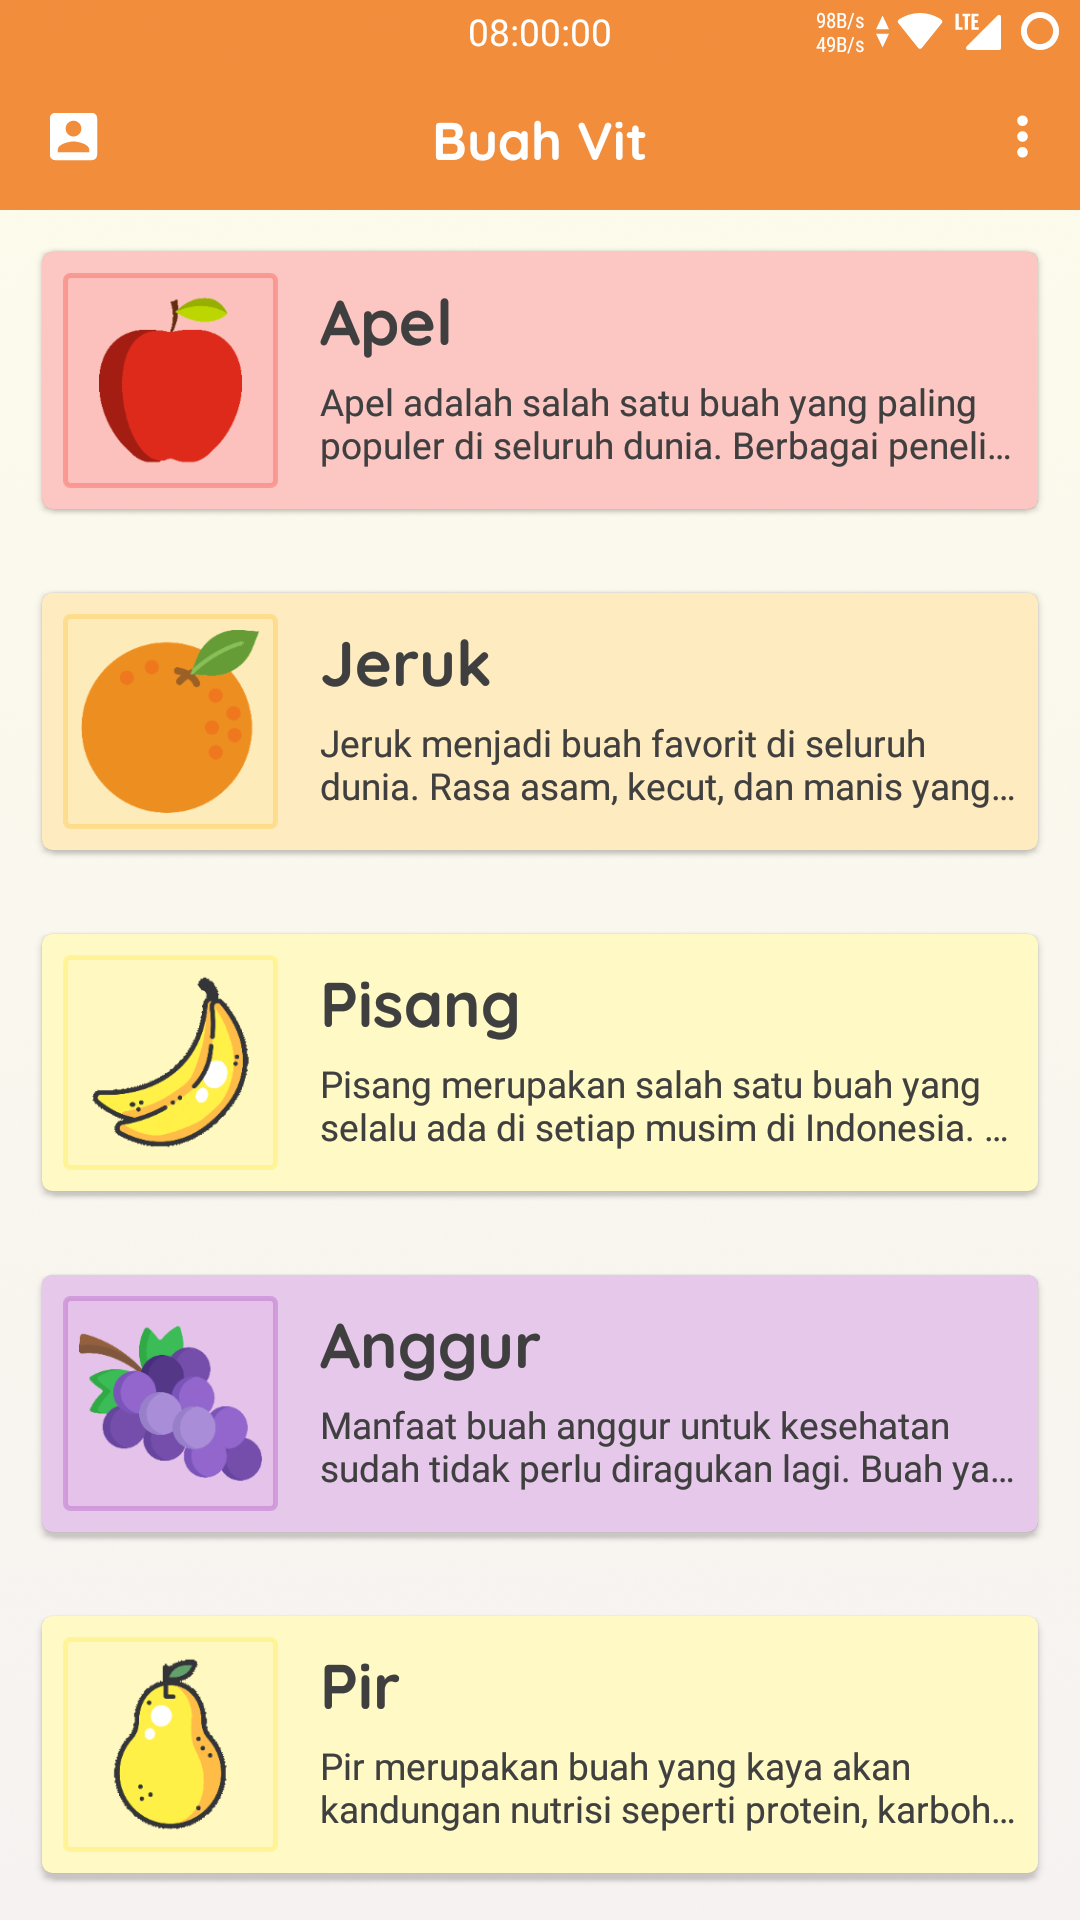 08:00:00
98B/s
49B/s
LTE
Buah Vit
Apel
Apel adalah salah satu buah yang paling
populer di seluruh dunia. Berbagai peneli...
Jeruk
Jeruk menjadi buah favorit di seluruh
dunia. Rasa asam, kecut, dan manis yang...
Pisang
Pisang merupakan salah satu buah yang
selalu ada di setiap musim di Indonesia. ...
Anggur
Manfaat buah anggur untuk kesehatan
sudah tidak perlu diragukan lagi. Buah ya...
Pir
Pir merupakan buah yang kaya akan
kandungan nutrisi seperti protein, karboh...